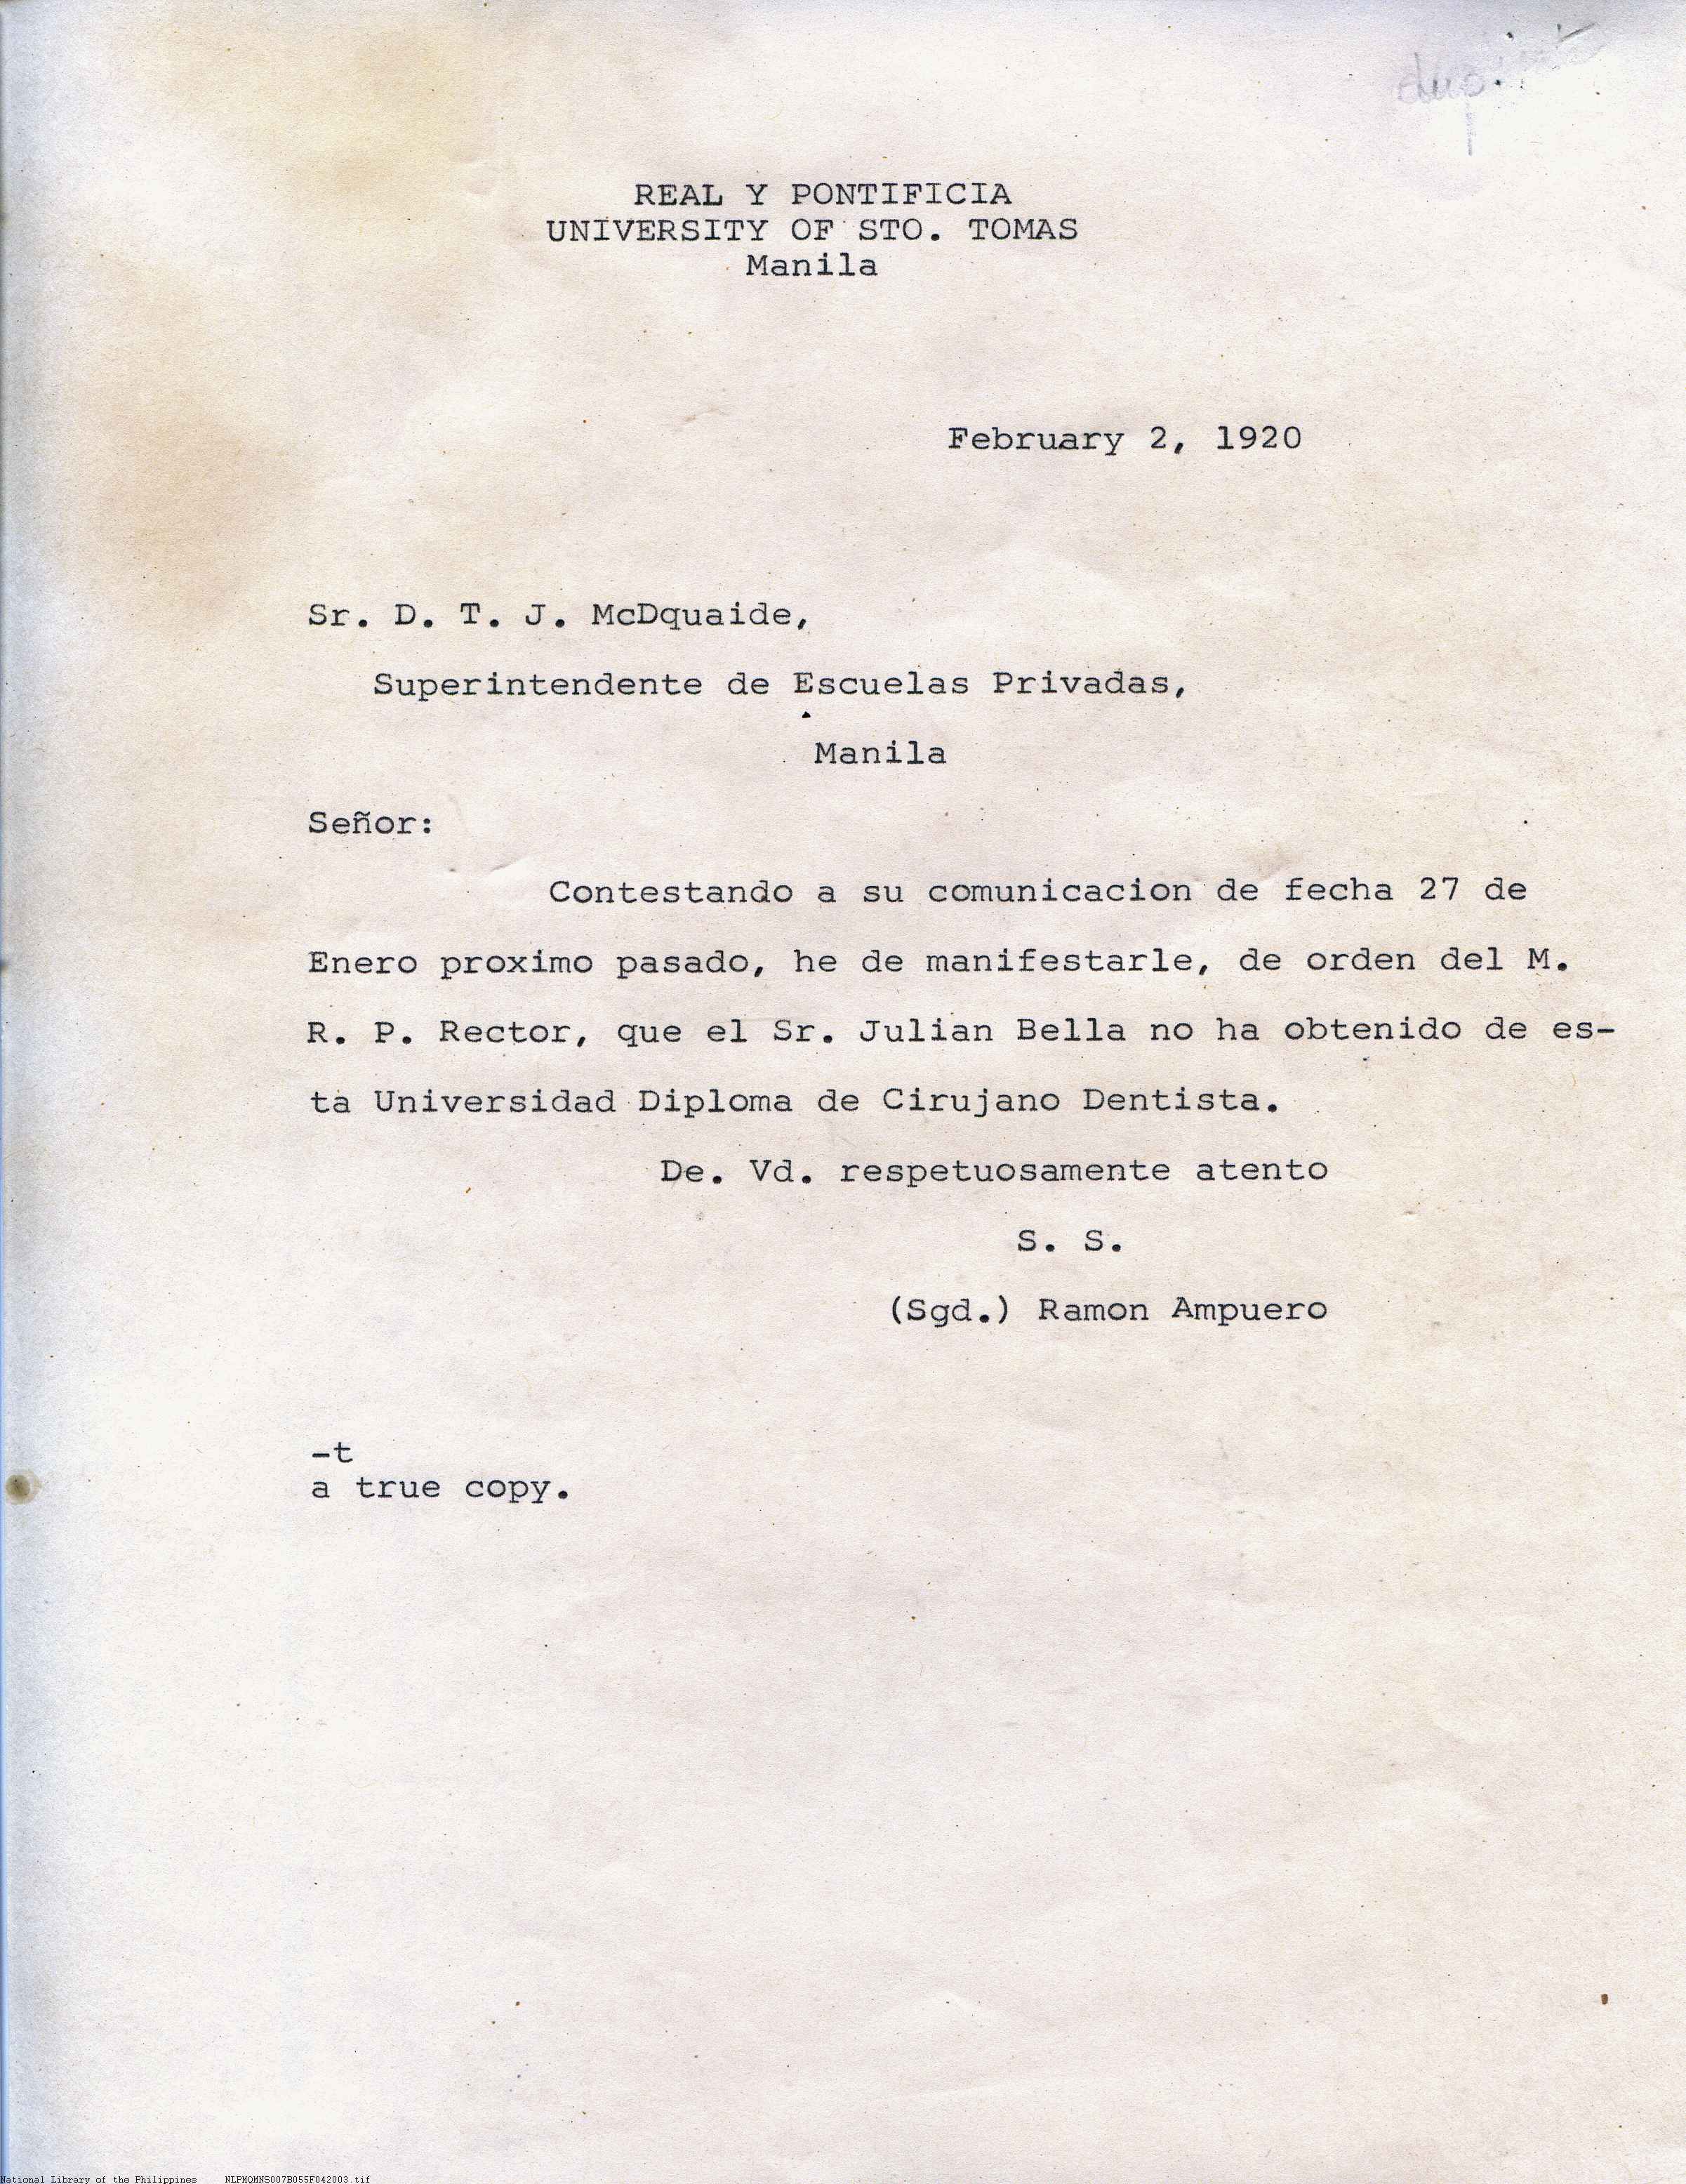 REAL Y PONTIFICIA
UNIVERSITY OF STO. TOMAS
Manila
February 2, 1920
Sr. D. T. J. McDquaide,
Superintendente de Escuelas Privadas,
Manila
Señor:
Contestando a su comunicacion de fecha 27 de
Enero proximo pasado, he de manifestarle, de orden del M.
R. P. Rector, que el Sr. Julian Bella no ha obtenido de es-
ta Universidad Diploma de Cirujano Dentista.
De. Vd. respetuosamente atento
S. S.
(Sgd.) Ramon Ampuero
-t
a true copy.
National Library of the Philippines NLPMQMNS007B055F042003.tif